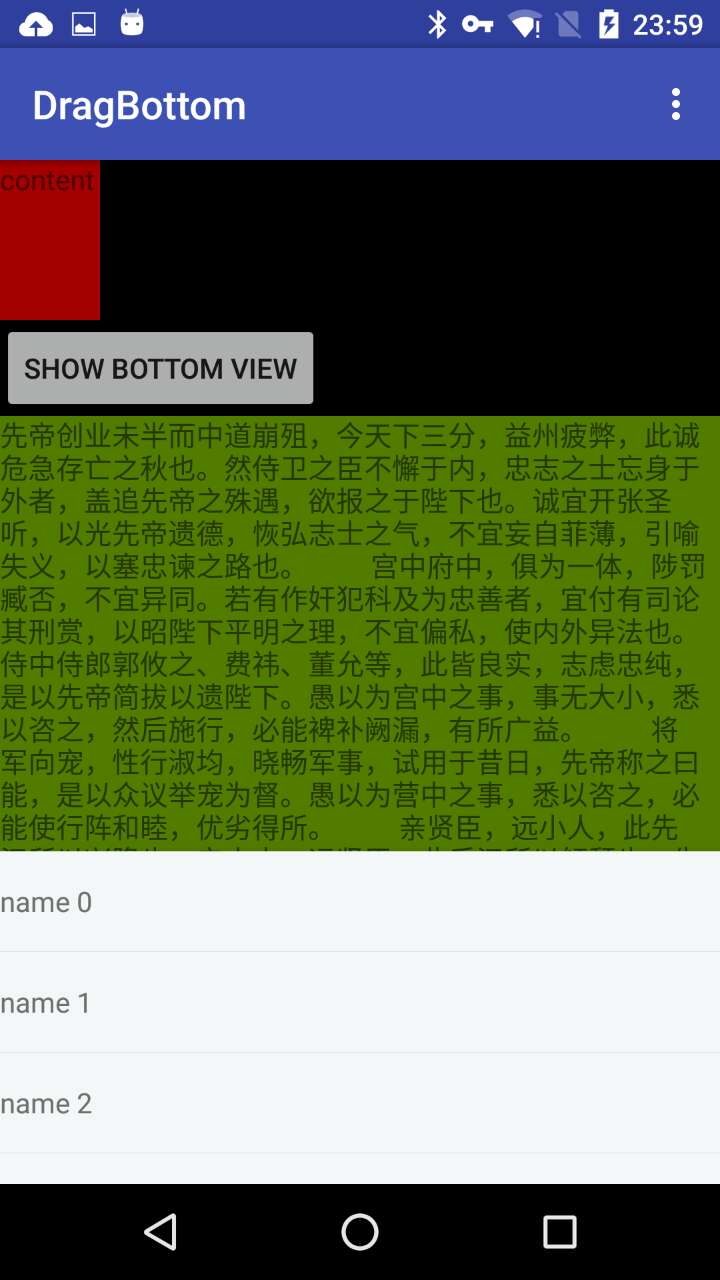 23:59
DragBottom
content
SHOW BOTTOM VIEW
先帝创业未半而中道崩殂，今天下三分，益州疲弊，此诚
危急存亡之秋也。然侍卫之臣不懈于内，忠志之士忘身于
外者，盖追先帝之殊遇，欲报之于陛下也。诚宜开张圣
听，以光先帝遗德，恢弘志士之气，不宜妄自菲薄，引喻
失义，以塞忠谏之路也。 宫中府中，俱为一体，陟罚
臧否，不宜异同。若有作奸犯科及为忠善者，宜付有司论
其刑赏，以昭陛下平明之理，不宜偏私，使内外异法也。
侍中侍郎郭攸之、费祎、董允等，此皆良实，志虑忠纯，
是以先帝简拔以遗陛下。愚以为宫中之事，事无大小，悉
以咨之，然后施行，必能裨补阙漏，有所广益。 将
军向宠，性行淑均，晓畅军事，试用于昔日，先帝称之曰
能，是以众议举宠为督。愚以为营中之事，悉以咨之，必
能使行阵和睦，优劣得所。 亲贤臣，远小人，此先
name 0
name 1
name 2